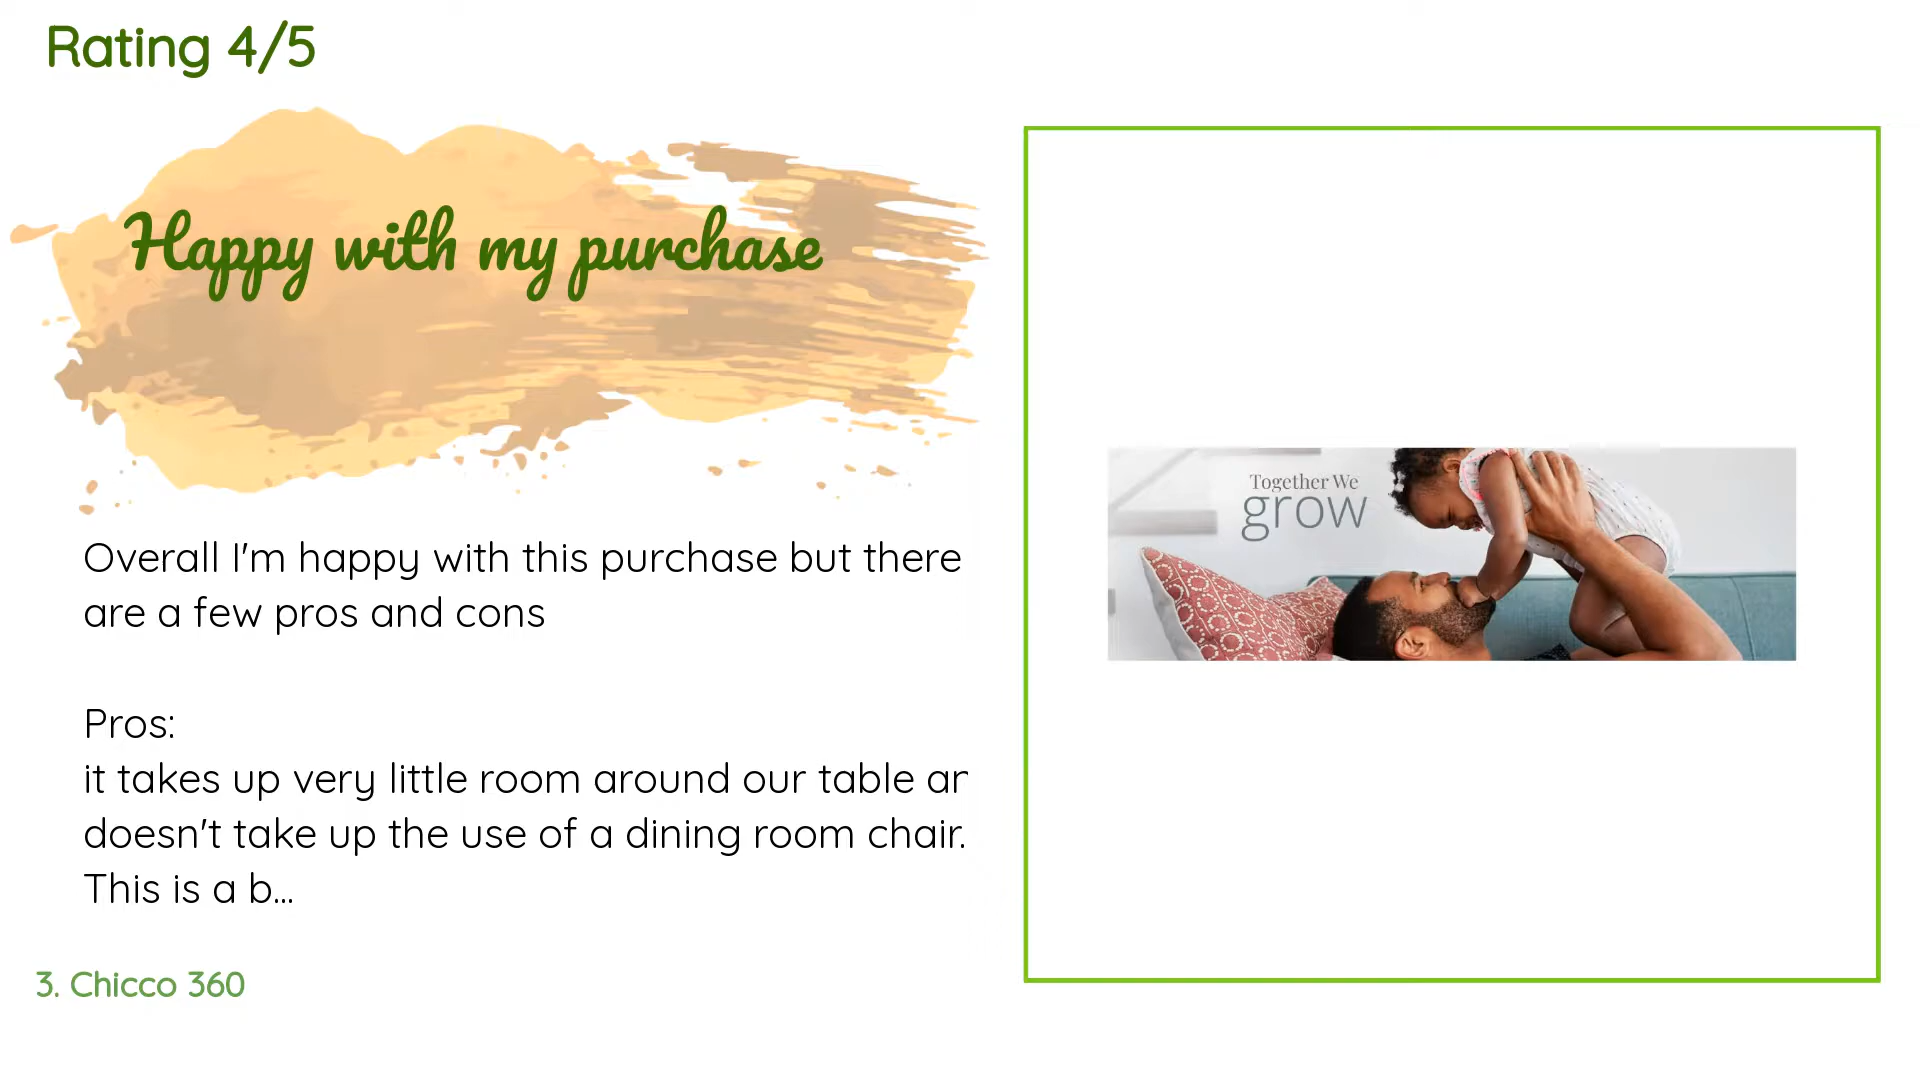 Rating 4/5
Happy with my purchase
Overall I'm happy with this purchase but there
are a few pros and cons
Pros:
it takes up very little room around our table
doesn't take up the use of a dining room chair.
This is a b...
3. Chicco 360
Together We
grow